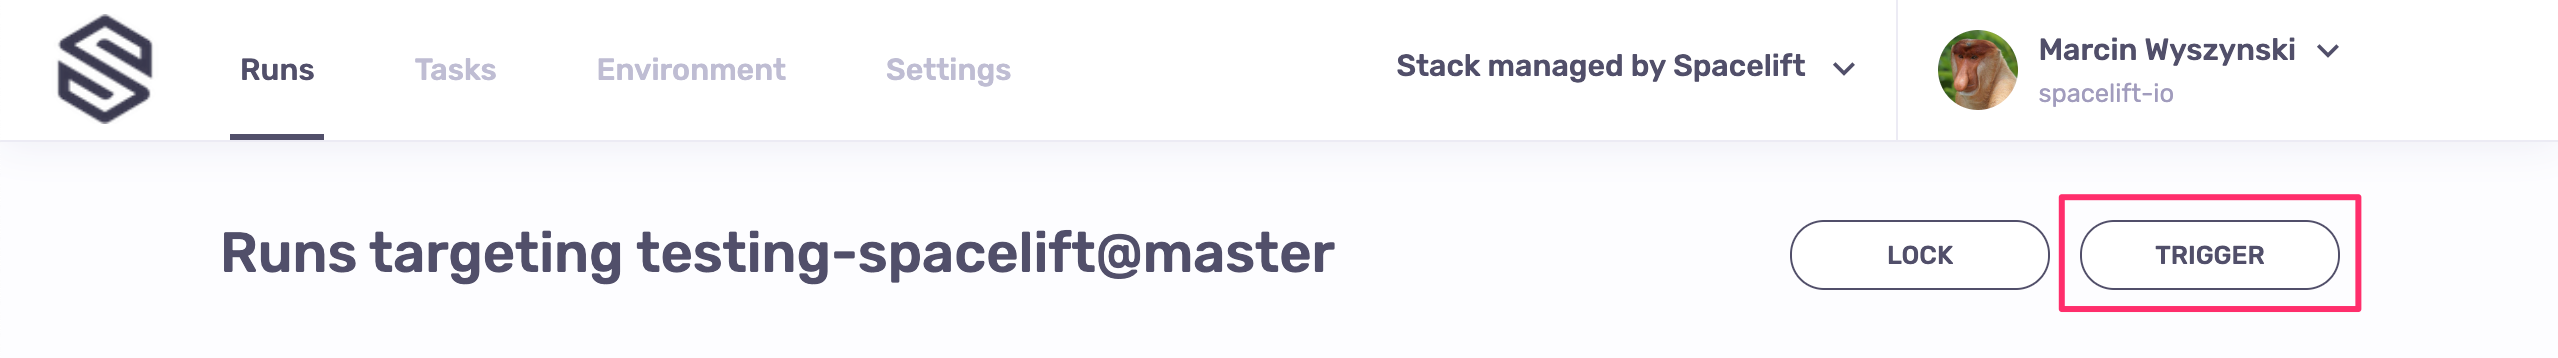 Runs
Tasks
Environment
Settings
Stack managed by Spacelift
Marcin Wyszynski
spacelift-io
Runs targeting testing-spacelift@master
LOCK
TRIGGER